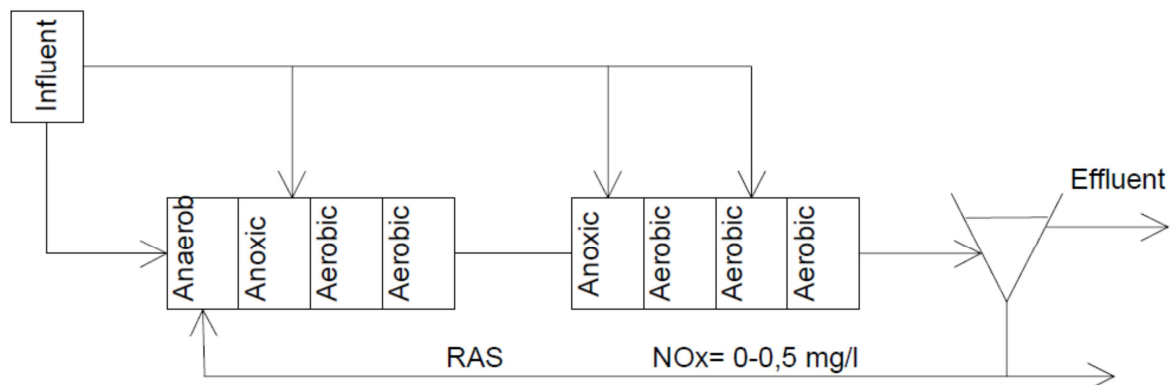 Influent
Effluent
Anaerob
Anoxic
Aerobic
Aerobic
Anoxic
Aerobic
Aerobic
Aerobic
RAS
NOx= 0-0,5 mg/l